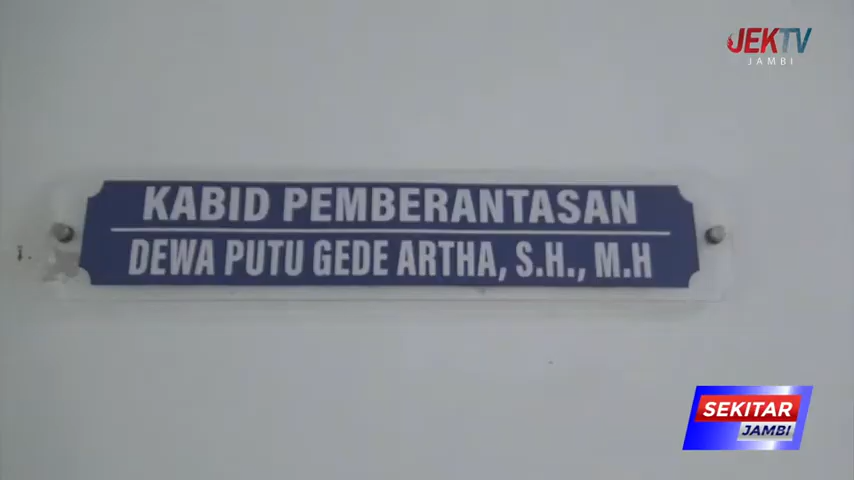 JEKTV
JAMBI
KABID PEMBERANTASAN
DEWA PUTU GEDE ARTHA, S.H., M.H
SEKITAR
JAMBI